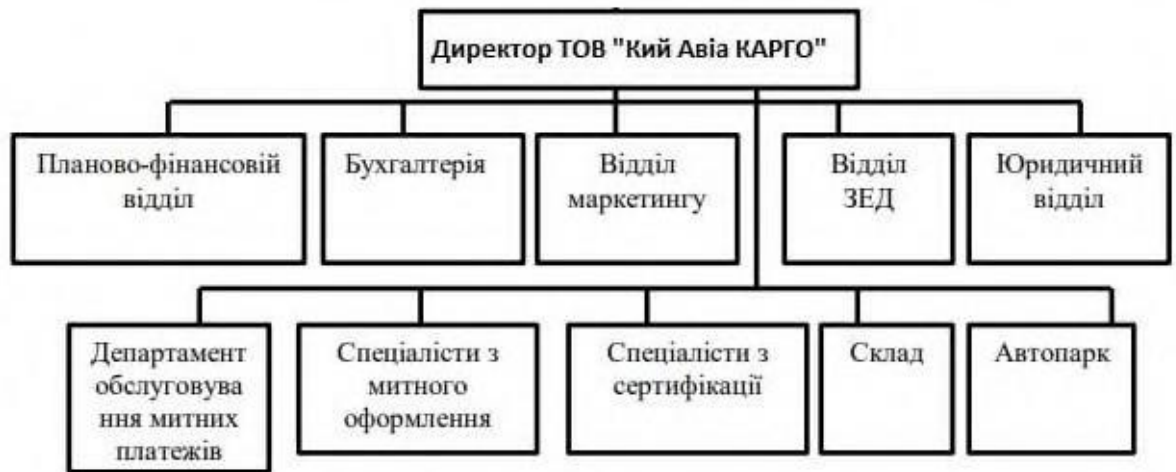 Директор ТОВ "Кий Авіа КАРГО"
Планово-фінансовій
відділ
Бухгалтерія
Відділ
маркетингу
Відділ
ЗЕД
Юридичний
відділ
Департамент
обслуговува
ння митних
платежів
Спеціалісти з
митного
оформлення
Спеціалісти з
сертифікації
Склад
Автопарк